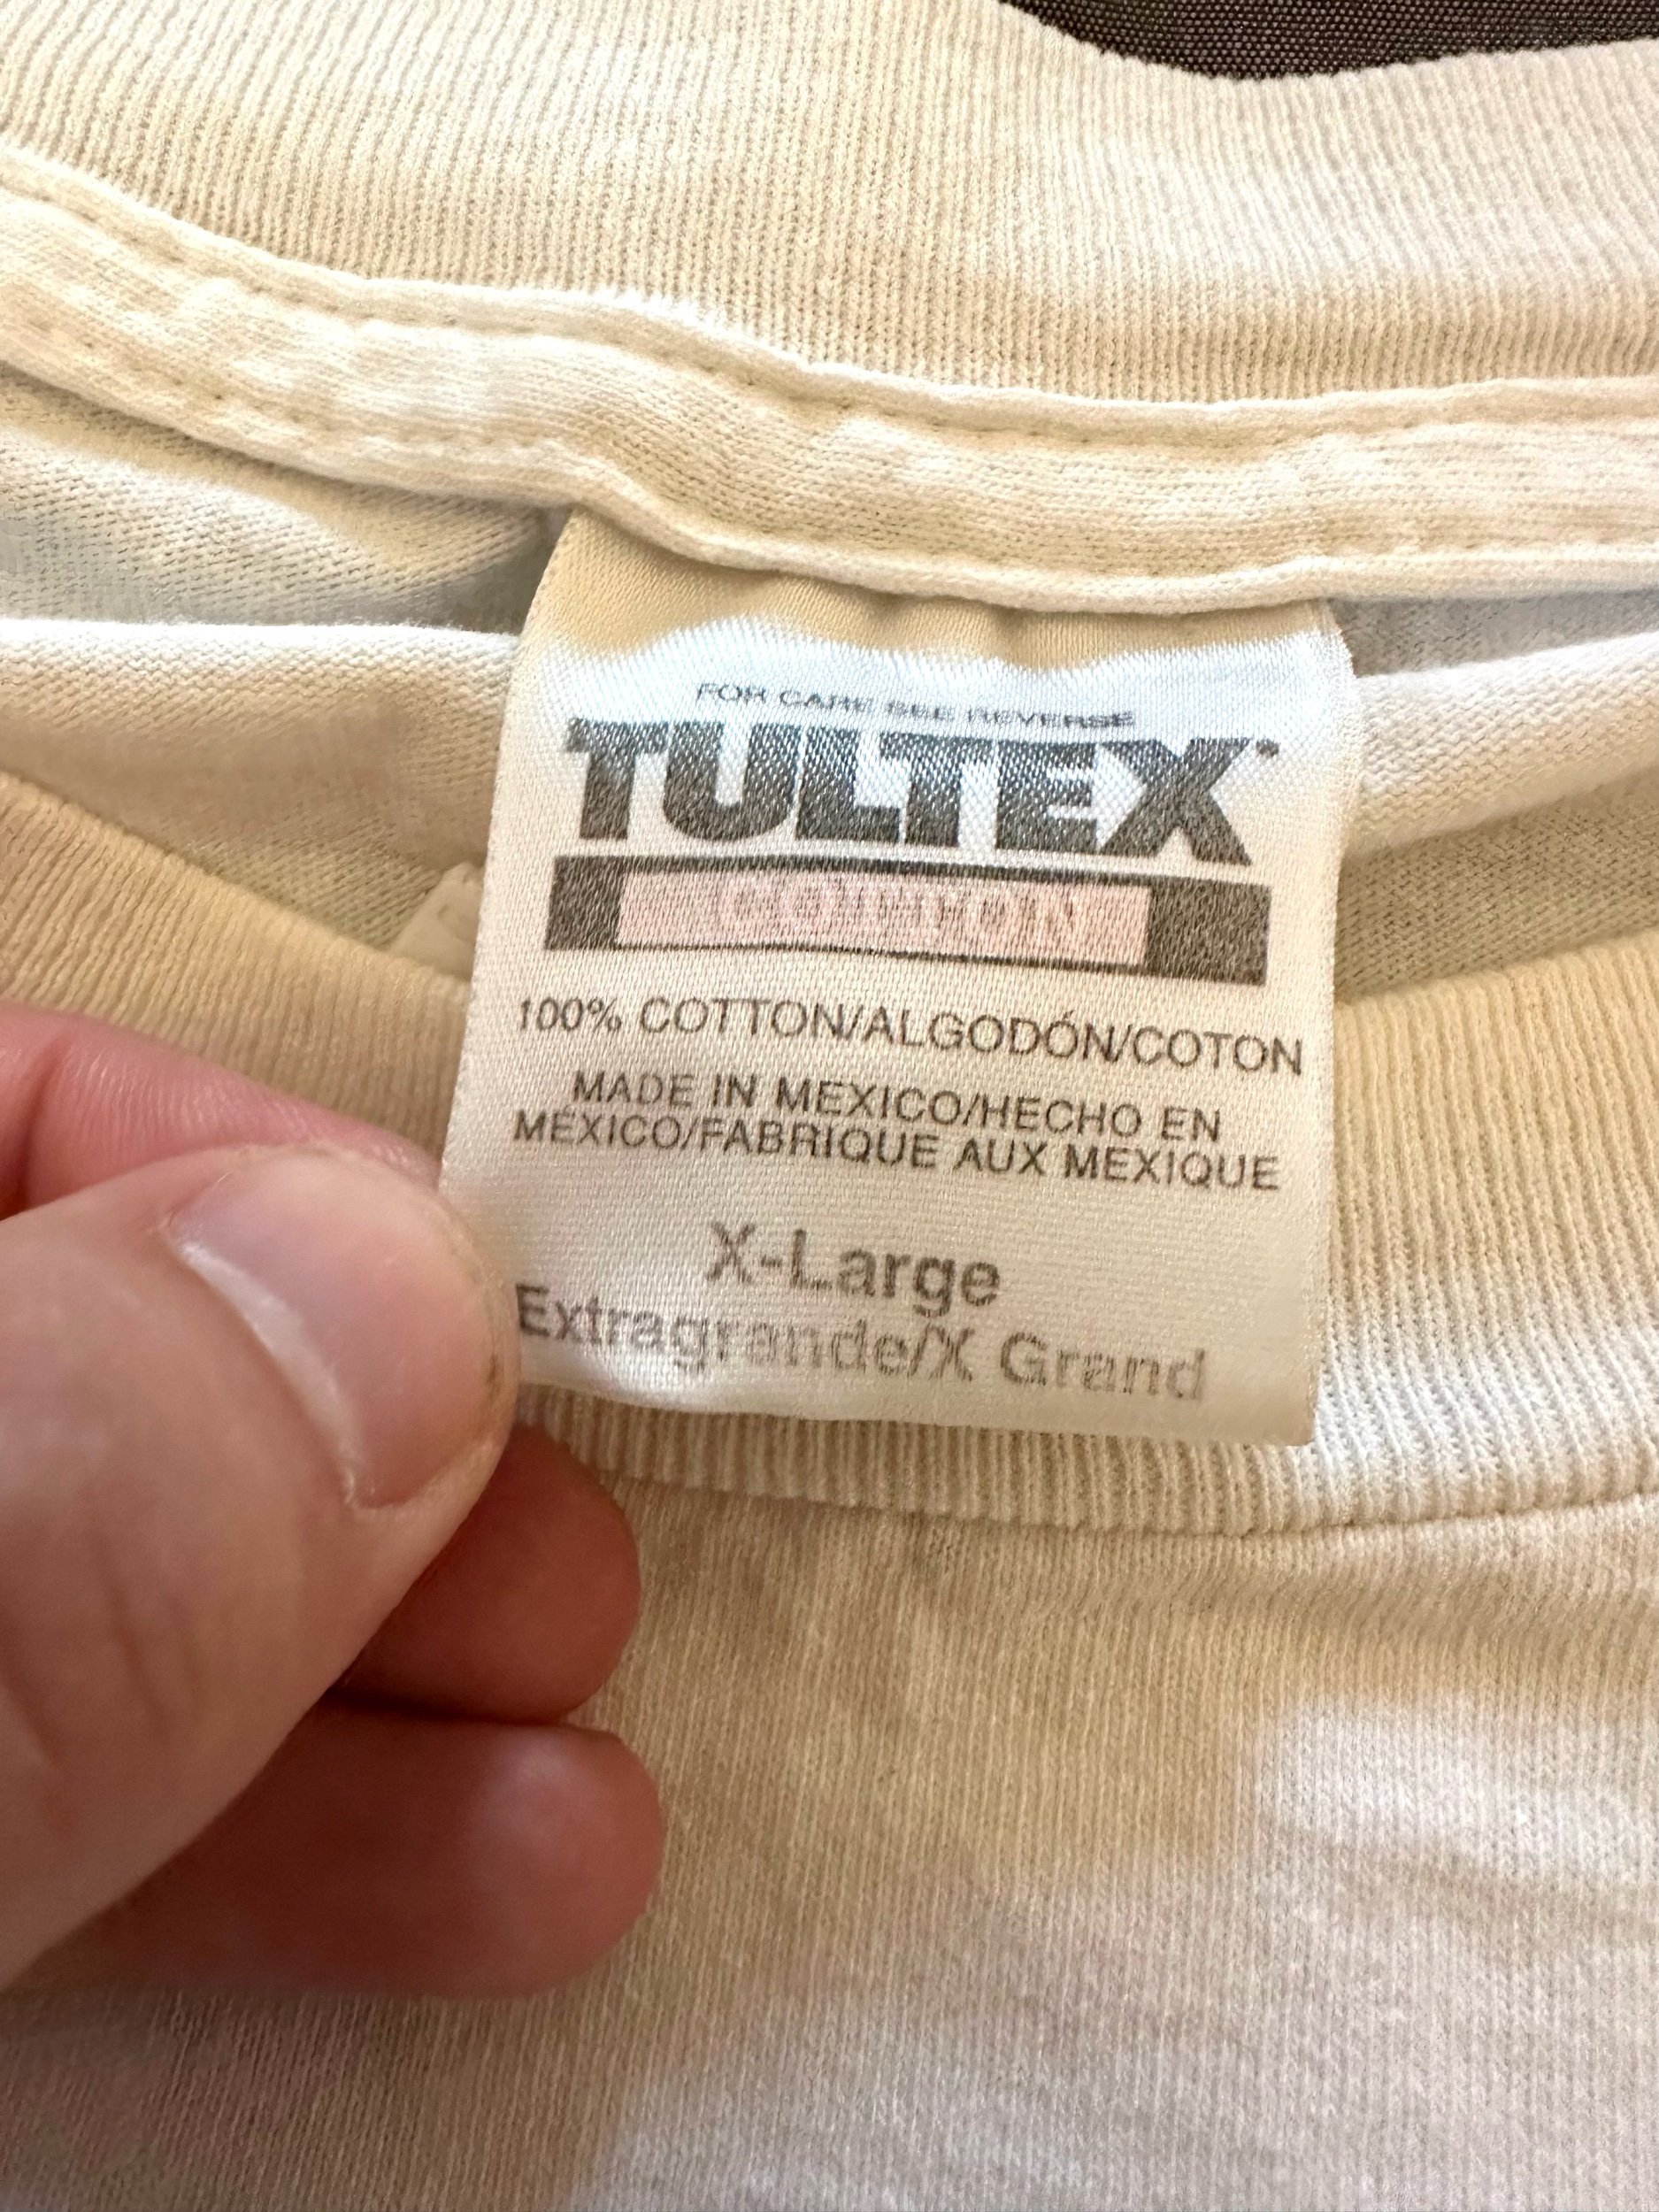 FOR CARE SEE REVERSE
TULTEX
COTTON
100% COTTON/ALGODÓN/COTON
MADE IN MEXICO/HECHO EN
MÉXICO/FABRIQUE AUX MEXIQUE
X-Large
Extragrande/X Grand